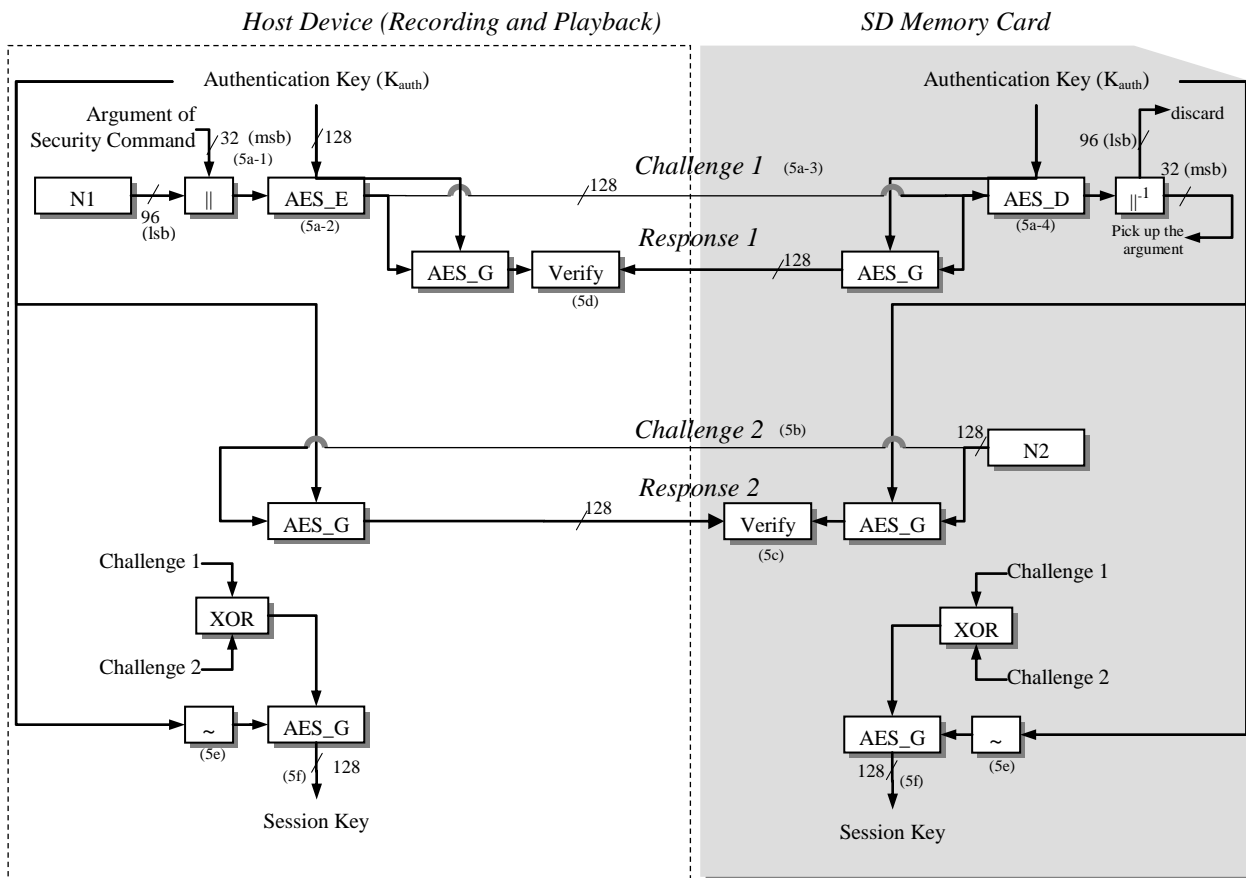 Host Device (Recording and Playback)
SD Memory Card
Authentication Key (Kauth)
Authentication Key (Kauth)
Argument of
Security Command
32 (msb)
(5a-1)
128
discard
96 (lsb)
Challenge 1 (5a-3)
32 (msb)
N1
96
(lsb)
||
AES_E
(5a-2)
128
AES_D
(5a-4)
||-1
Pick up the
argument
Response 1
AES_G
Verify
(5d)
128
AES_G
Challenge 2 (5b)
128
N2
Response 2
AES_G
128
Verify
(5c)
AES_G
Challenge 1
XOR
Challenge 2
Challenge 1
XOR
Challenge 2
~
(5e)
AES_G
(5f)
128
Session Key
AES_G
~
(5e)
128
(5f)
Session Key